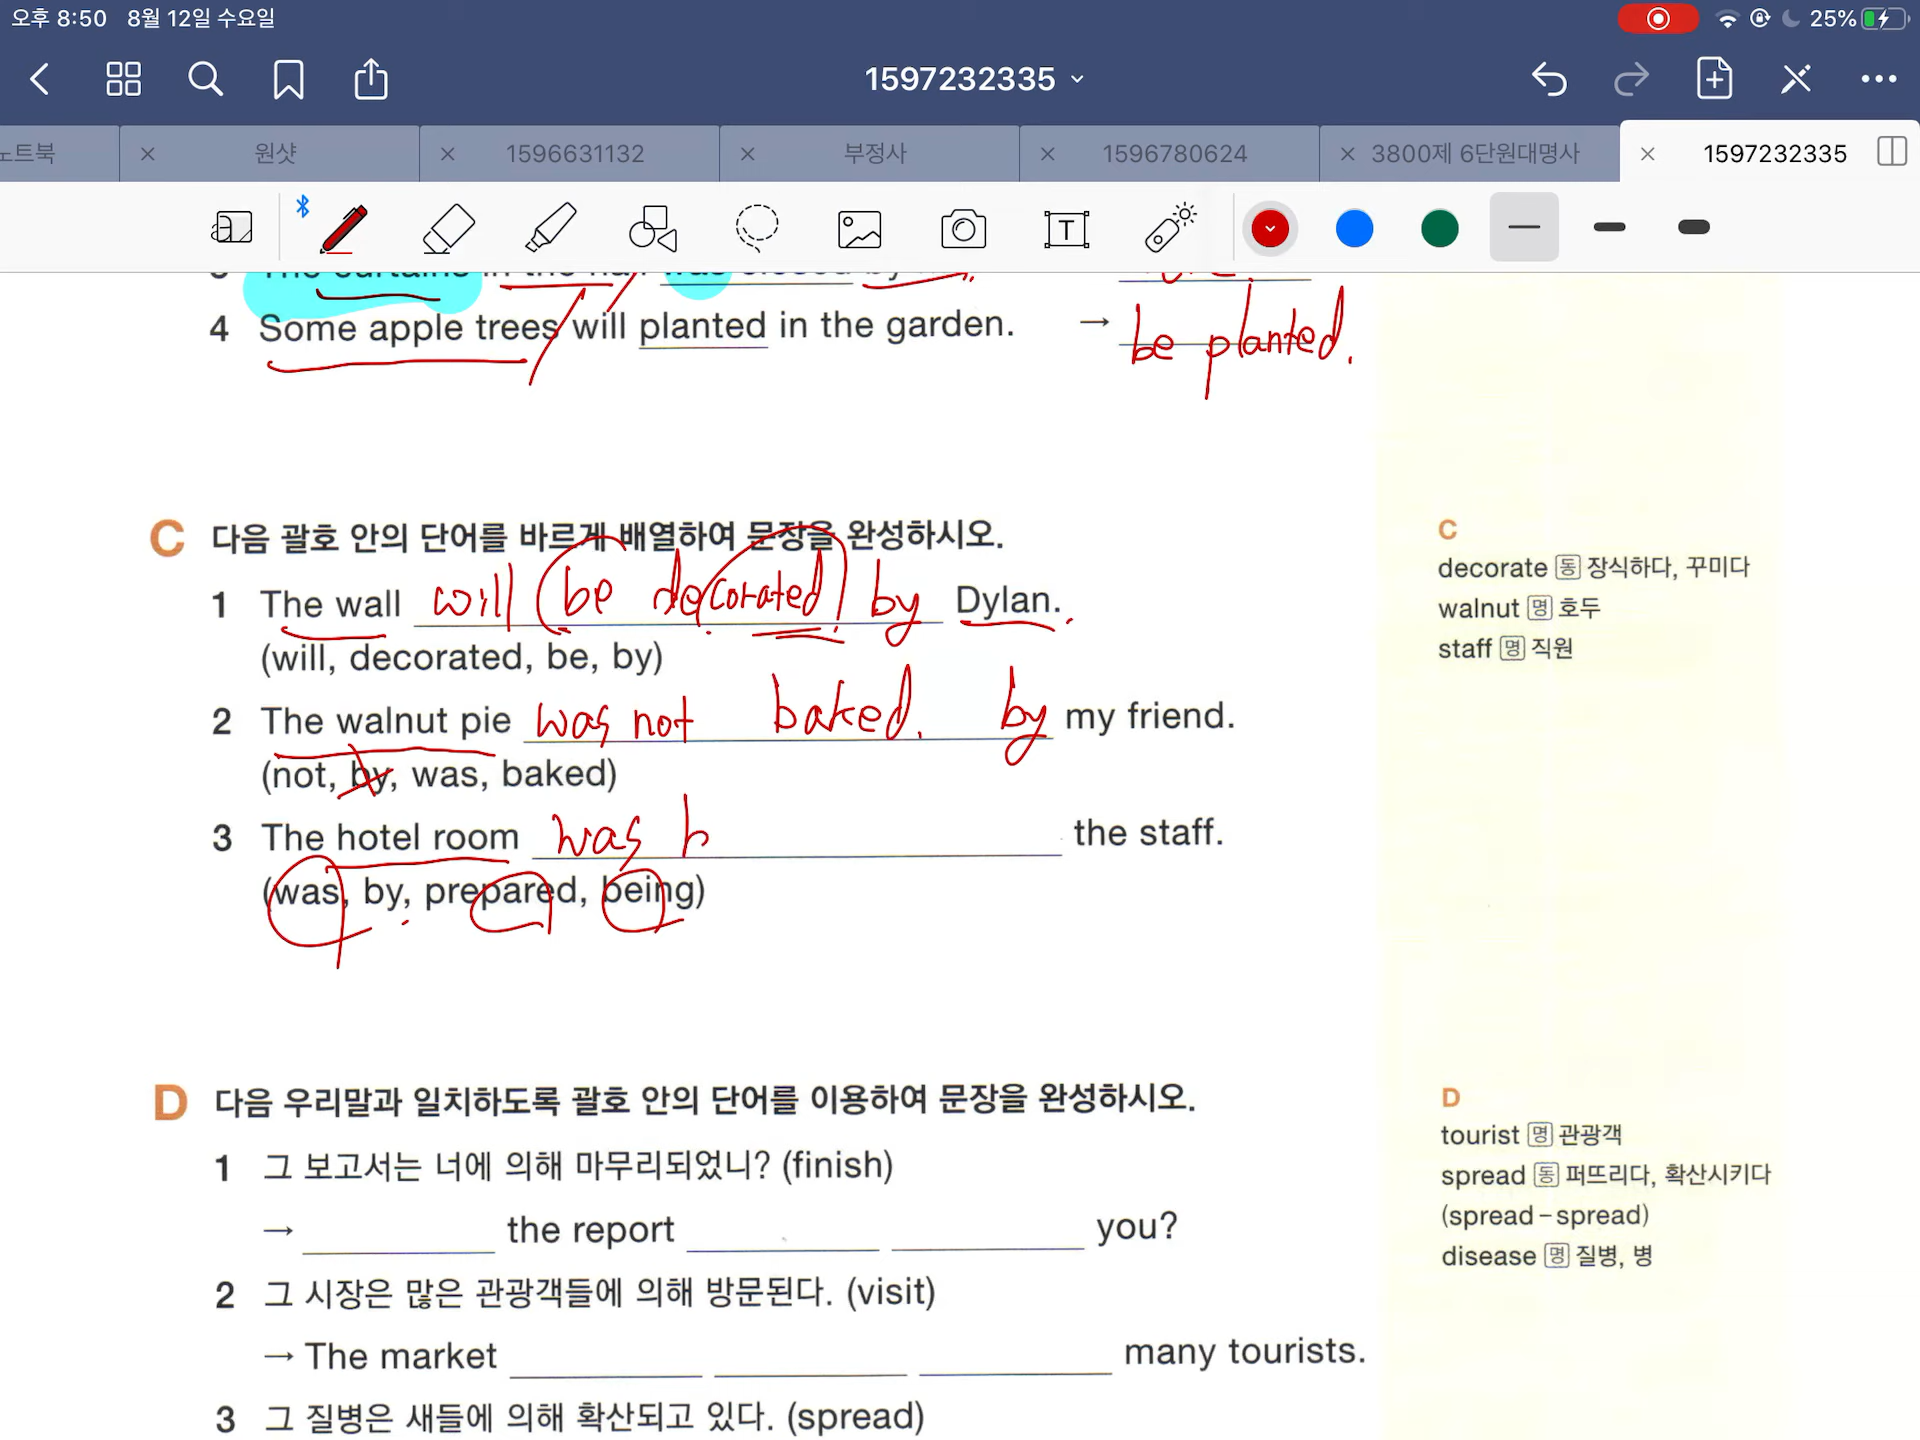 오후 8:50 8월 12일 수요일 25%
1597232335
노트북 원샷 1596631132 부정사 1596780624 3800제 6단원대명사 1597232335
4 Some apple trees will planted in the garden. → be planted.
C 다음 괄호 안의 단어를 바르게 배열하여 문장을 완성하시오.
1 The wall will be decorated by Dylan.
(will, decorated, be, by)
2 The walnut pie was not baked. by my friend.
(not, by, was, baked)
3 The hotel room was b the staff.
(was, by, prepared, being)
C
decorate 동 장식하다, 꾸미다
walnut 명 호두
staff 명 직원
D 다음 우리말과 일치하도록 괄호 안의 단어를 이용하여 문장을 완성하시오.
1 그 보고서는 너에 의해 마무리되었니? (finish)
→ the report you?
2 그 시장은 많은 관광객들에 의해 방문된다. (visit)
→ The market many tourists.
3 그 질병은 새들에 의해 확산되고 있다. (spread)
D
tourist 명 관광객
spread 동 퍼뜨리다, 확산시키다
(spread – spread)
disease 명 질병, 병